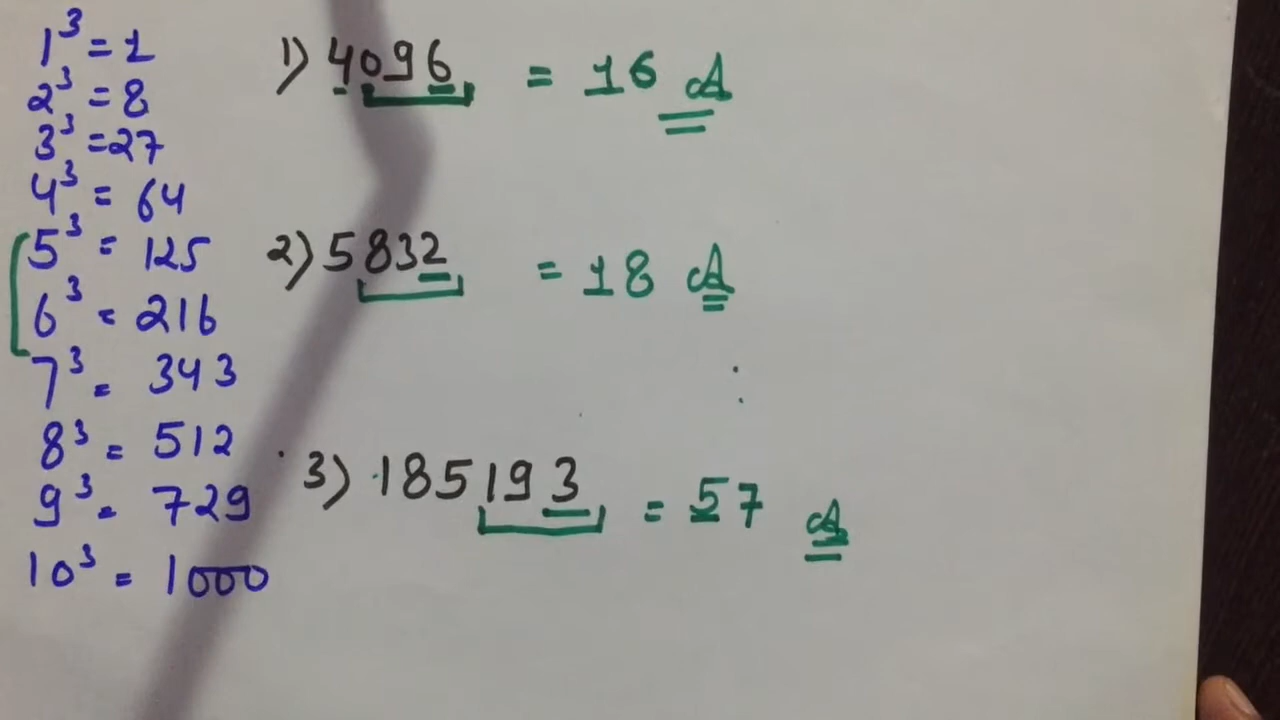 1³ = 1
2³ = 8
3³ = 27
4³ = 64
5³ = 125
6³ = 216
7³ = 343
8³ = 512
9³ = 729
10³ = 1000
1) 4096 = 16 A
2) 5832 = 18 A
3) 185193 = 57 A